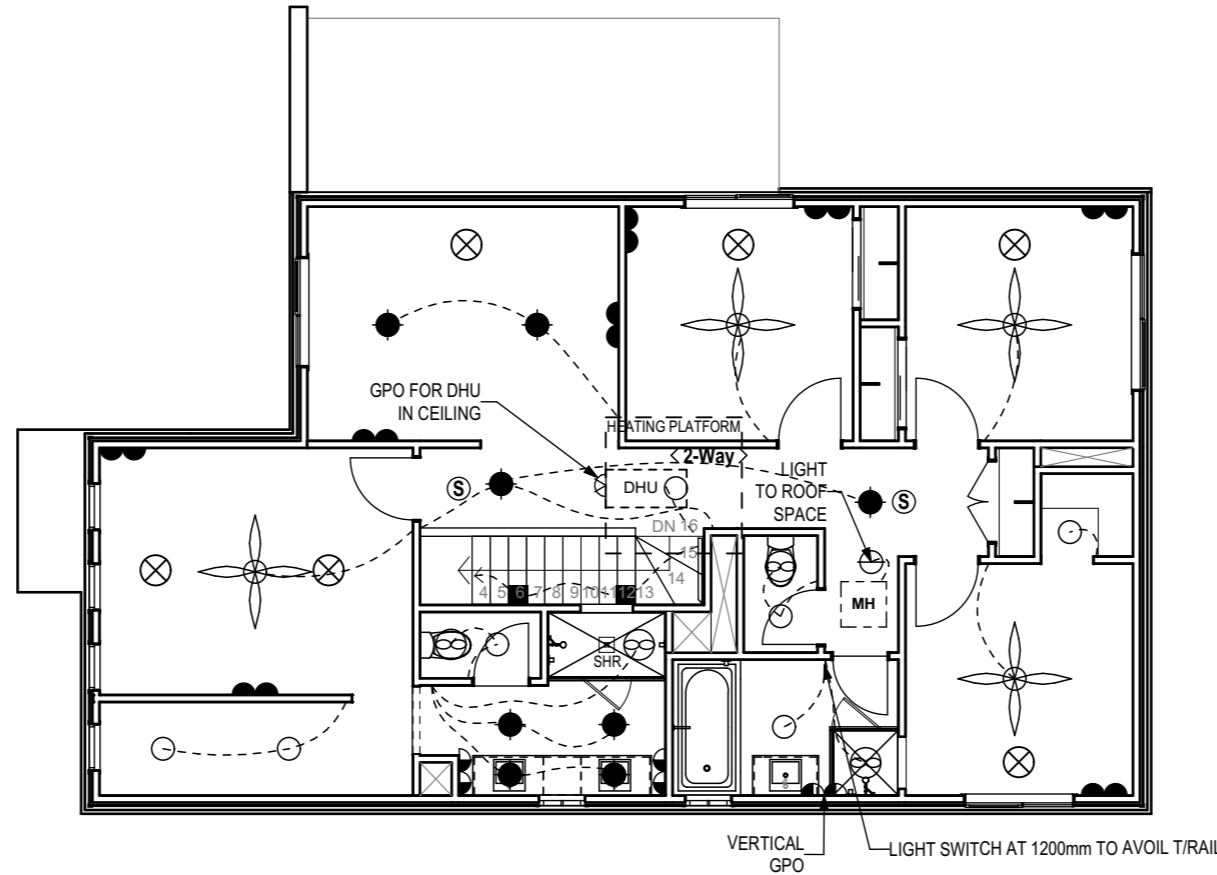 GPO FOR DHU
IN CEILING
HEATING PLATFORM
2-Way
LIGHT
TO ROOF
SPACE
S
DHU
S
DN 16
15
14
4 5 6 7 8 9 10 11 12 13
MH
SHR
VERTICAL
GPO
LIGHT SWITCH AT 1200mm TO AVOIL T/RAIL